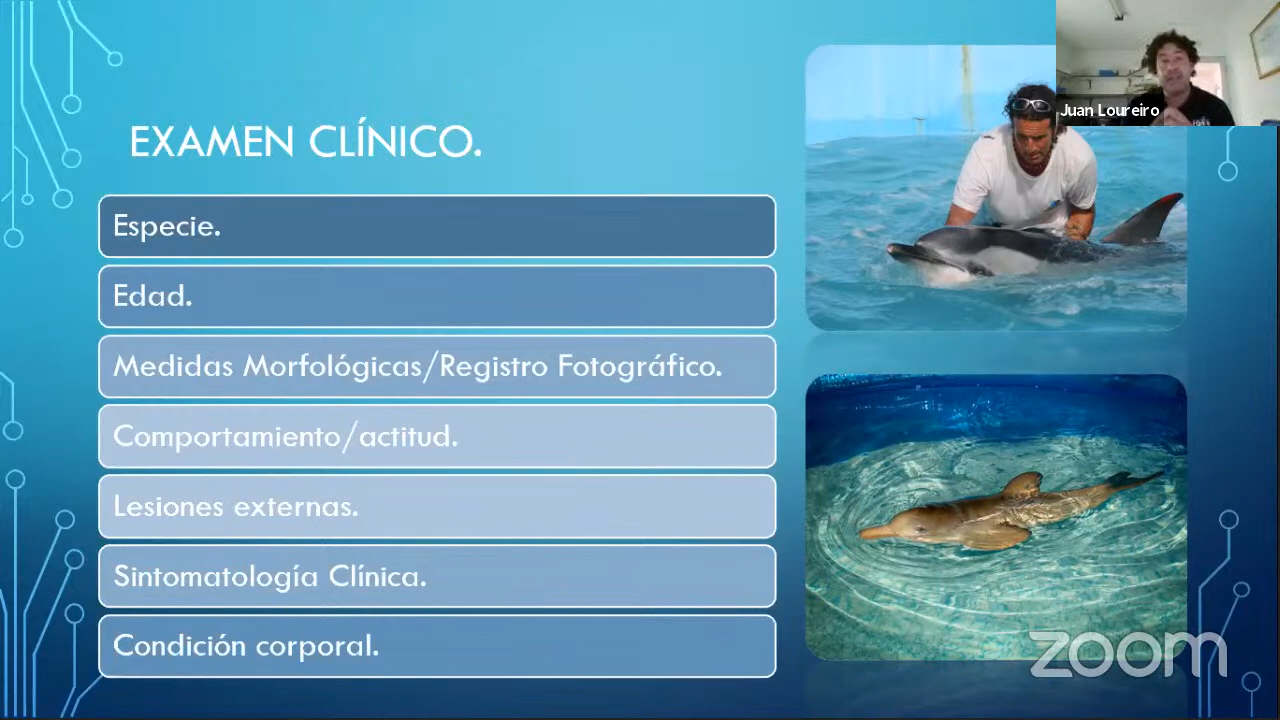 Juan Loureiro
EXAMEN CLÍNICO.
Especie.
Edad.
Medidas Morfológicas/Registro Fotográfico.
Comportamiento/actitud.
Lesiones externas.
Sintomatología Clínica.
Condición corporal.
zoom